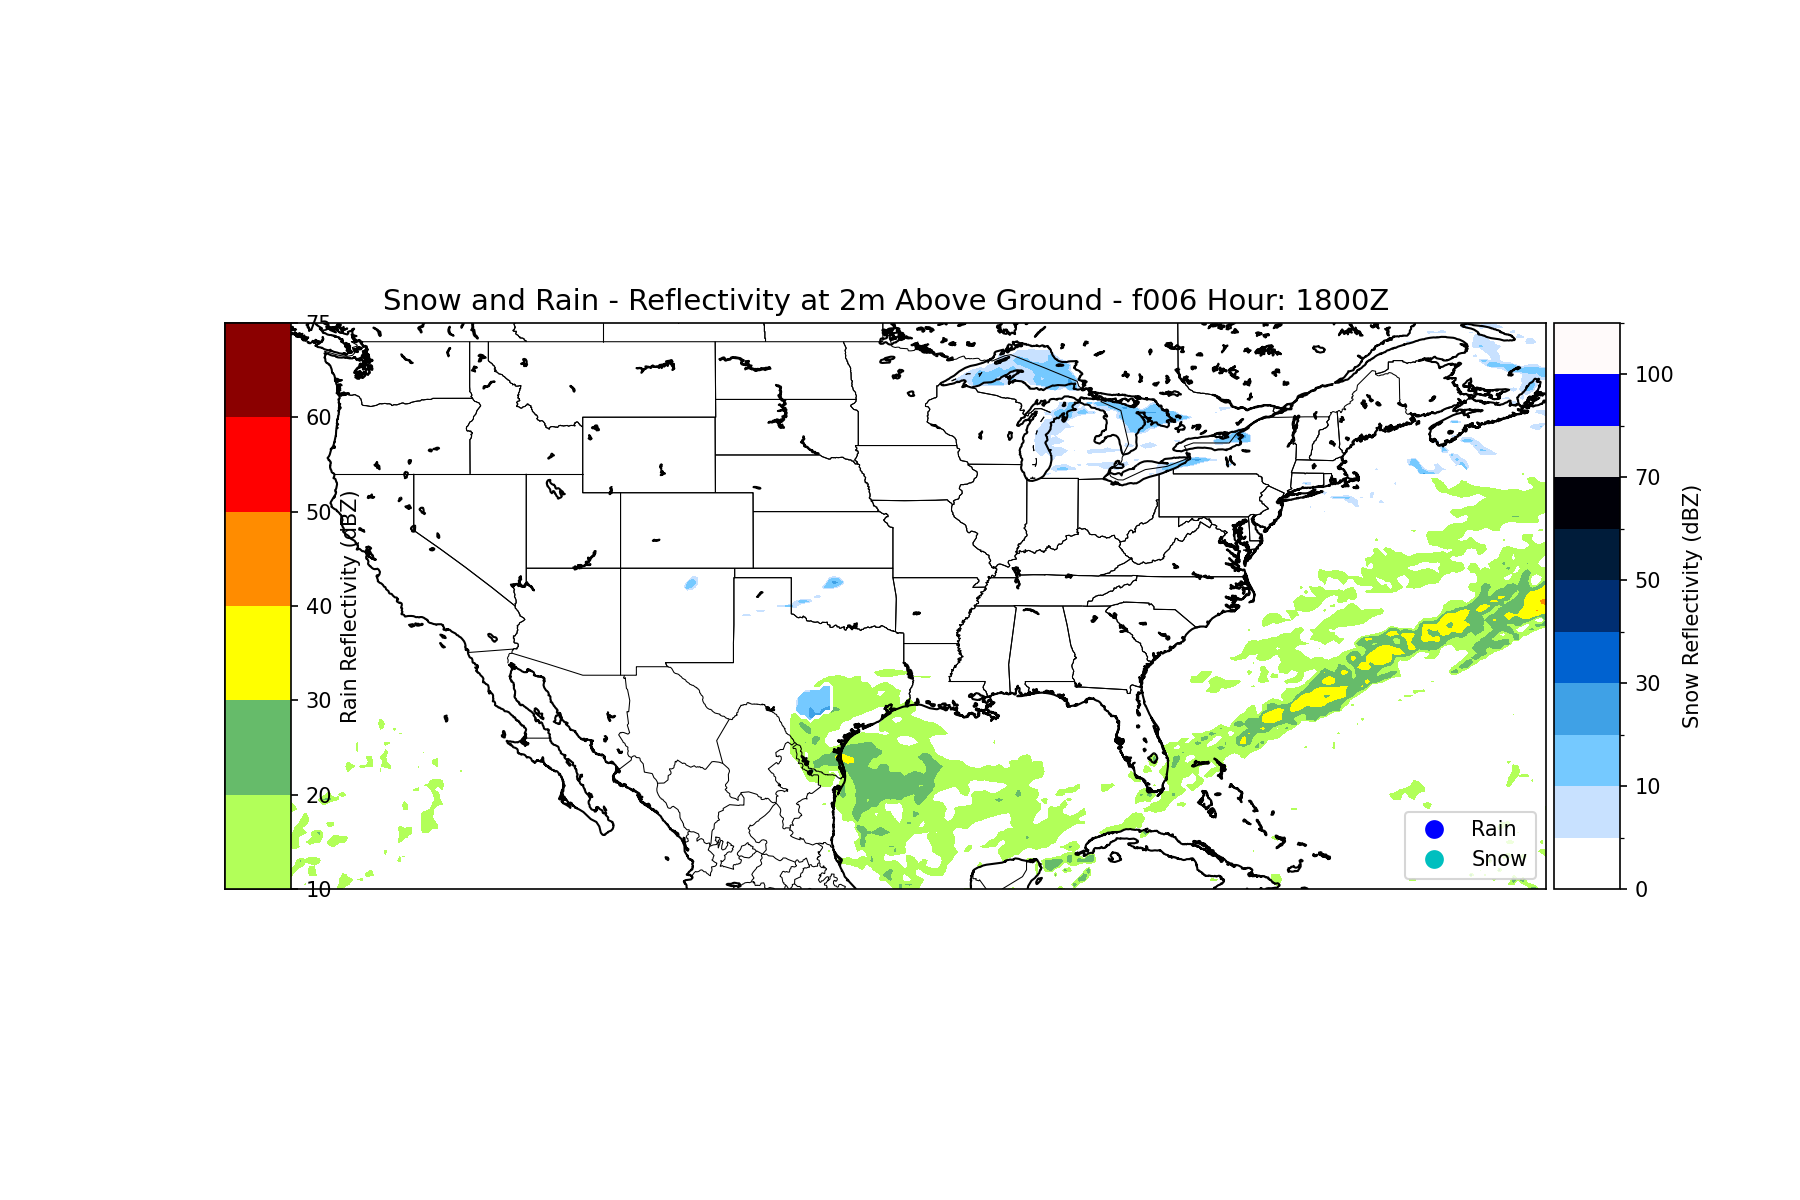 Snow and Rain - Reflectivity at 2m Above Ground - f006 Hour: 1800Z
75
60
50
40
30
20
10
Rain Reflectivity (dBZ)
100
70
50
30
10
0
Snow Reflectivity (dBZ)
Rain
Snow